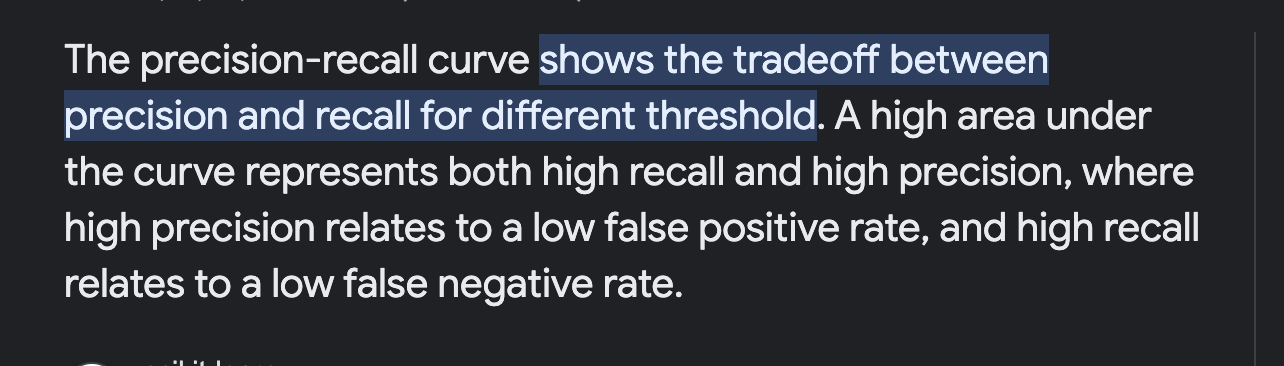 The precision-recall curve shows the tradeoff between
precision and recall for different threshold. A high area under
the curve represents both high recall and high precision, where
high precision relates to a low false positive rate, and high recall
relates to a low false negative rate.